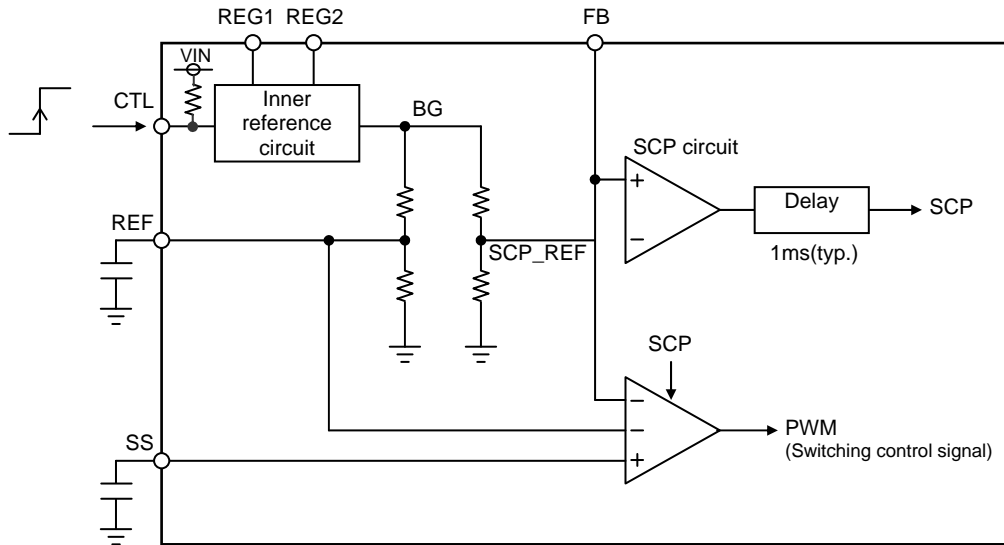 REG1 REG2 FB
VIN
CTL
Inner
reference
circuit
BG
SCP circuit
+
−
Delay
SCP
1ms(typ.)
REF
SCP_REF
SCP
−
−
+
PWM
(Switching control signal)
SS